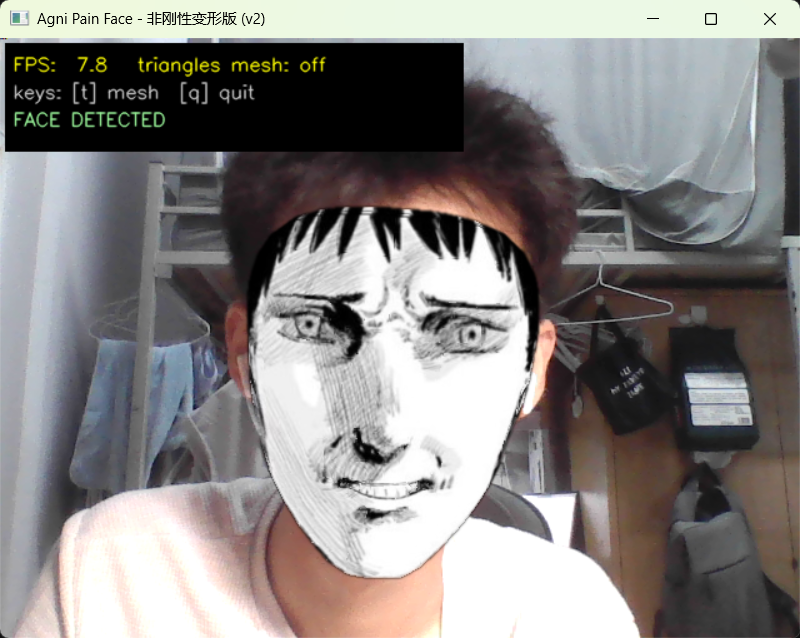 Agni Pain Face - 非刚性变形版 (v2)
FPS:  7.8   triangles mesh: off
keys: [t] mesh  [q] quit
FACE DETECTED